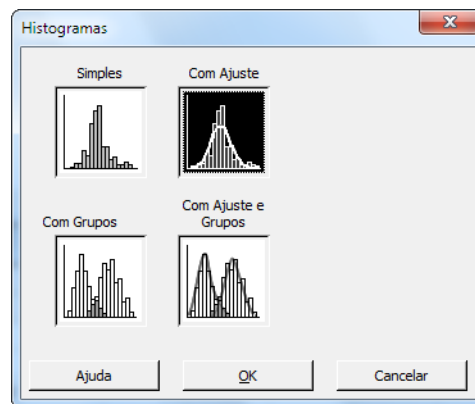 Histogramas
Simples
Com Ajuste
Com Grupos
Com Ajuste e
Grupos
Ajuda
OK
Cancelar